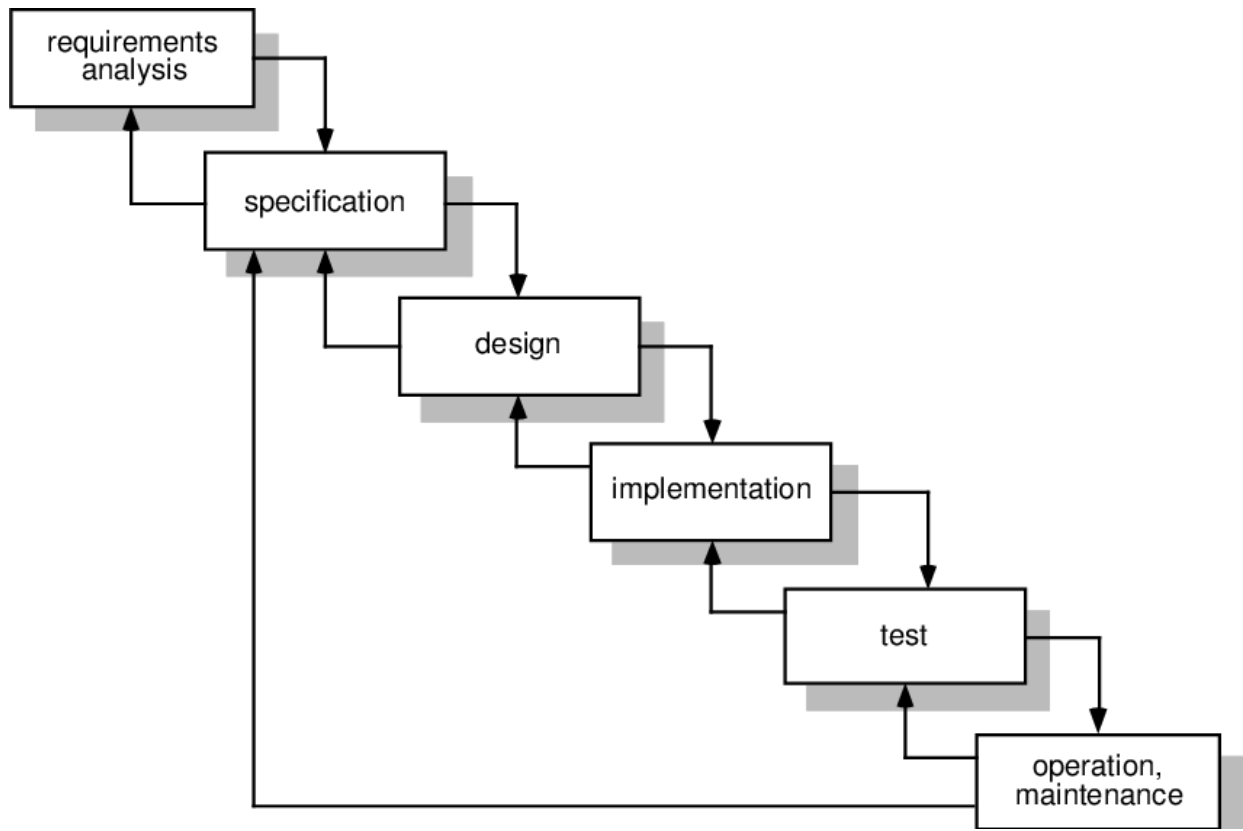 requirements
analysis
specification
design
implementation
test
operation,
maintenance